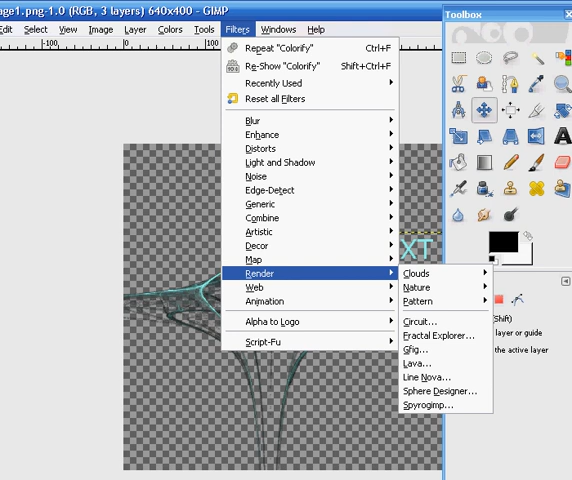 age1.png-1.0 (RGB, 3 layers) 640x400 - GIMP
Edit Select View Image Layer Colors Tools Filters Windows Help
-100 100
Repeat "Colorify" Ctrl+F
Re-Show "Colorify" Shift+Ctrl+F
Recently Used
Reset all Filters
Blur
Enhance
Distorts
Light and Shadow
Noise
Edge-Detect
Generic
Combine
Artistic
Decor
Map
Render
Web
Animation
Alpha to Logo
Script-Fu
Clouds
Nature
Pattern
Circuit...
Fractal Explorer...
Gfig...
Lava...
Line Nova...
Sphere Designer...
Spyrogimp...
XT
Toolbox
(Shift)
layer or guide
the active layer